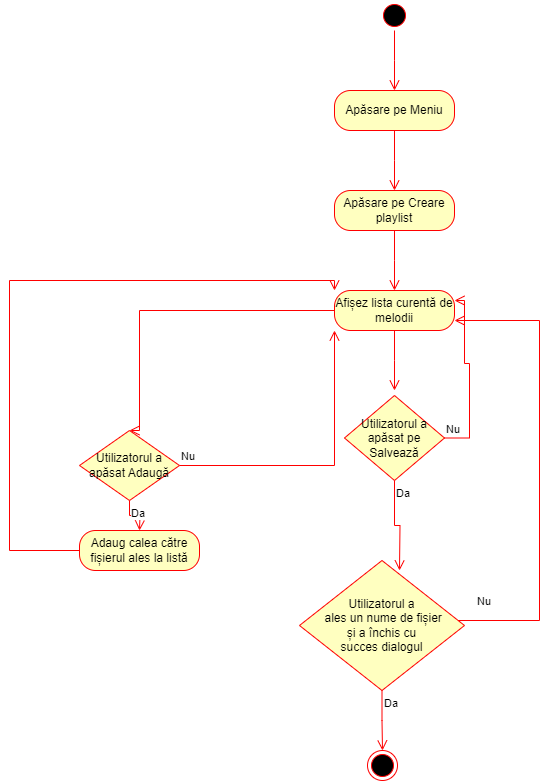 Apăsare pe Meniu
Apăsare pe Creare
playlist
Afișez lista curentă de
melodii
Utilizatorul a
apăsat pe
Salvează
Nu
Da
Utilizatorul a
apăsat Adaugă
Nu
Da
Adaug calea către
fișierul ales la listă
Utilizatorul a
ales un nume de fișier
și a închis cu
succes dialogul
Nu
Da